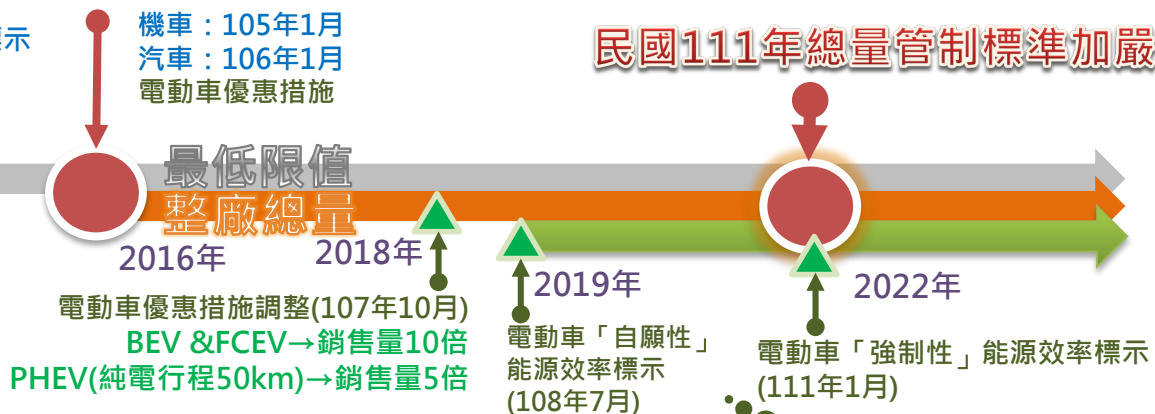 標示
機車：105年1月
汽車：106年1月
電動車優惠措施
民國111年總量管制標準加嚴
最低限值
整廠總量
2016年
2018年
2019年
2022年
電動車優惠措施調整(107年10月)
BEV &FCEV→銷售量10倍
PHEV(純電行程50km)→銷售量5倍
電動車「自願性」
能源效率標示
(108年7月)
電動車「強制性」能源效率標示
(111年1月)